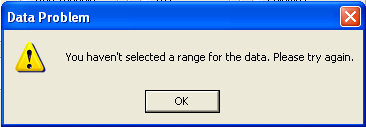 Data Problem
You haven't selected a range for the data. Please try again.
OK